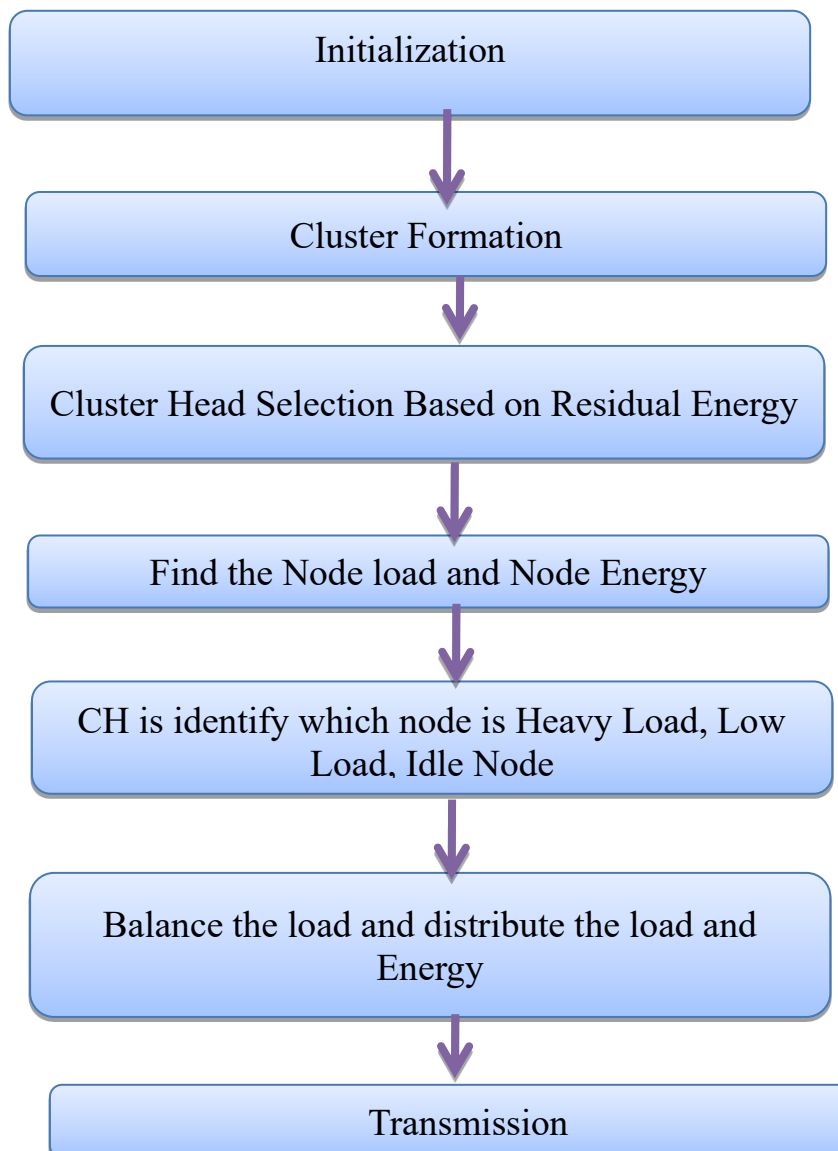 Initialization
Cluster Formation
Cluster Head Selection Based on Residual Energy
Find the Node load and Node Energy
CH is identify which node is Heavy Load, Low
Load, Idle Node
Balance the load and distribute the load and
Energy
Transmission